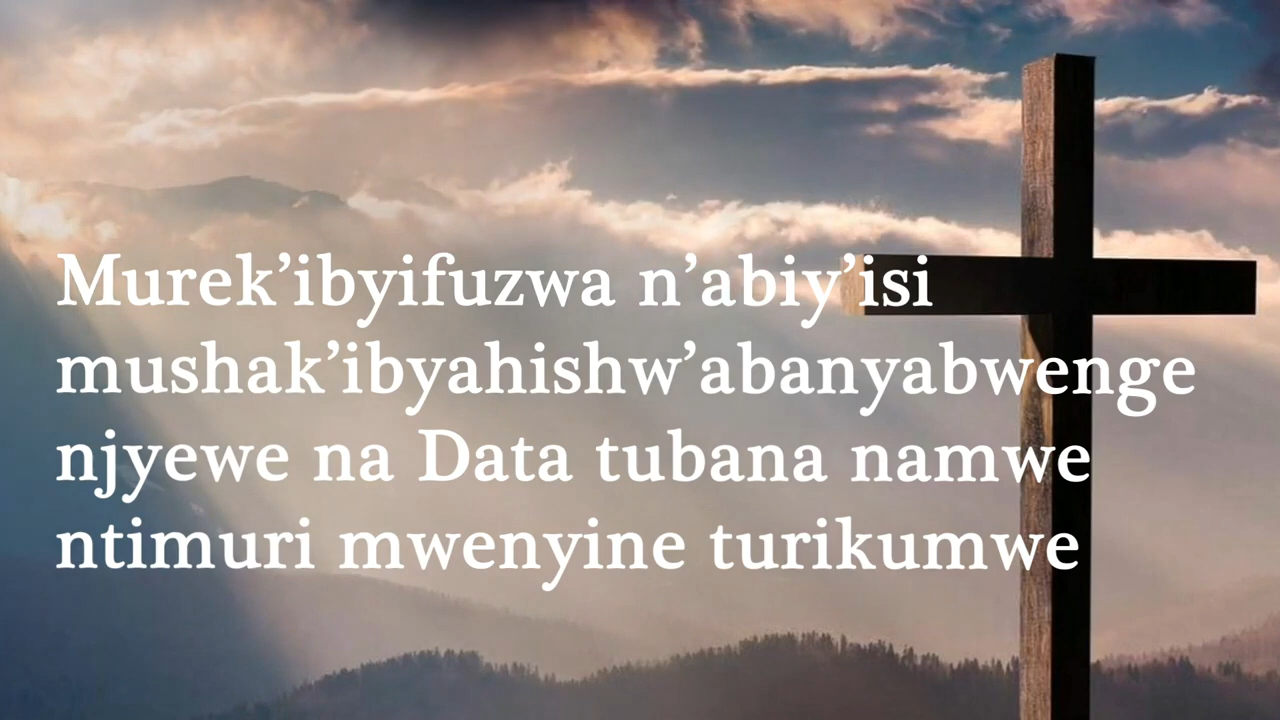 Murek’ibyifuzwa n’abiy’isi
mushak’ibyahishw’abanyabwenge
njyewe na Data tubana namwe
ntimuri mwenyine turikumwe